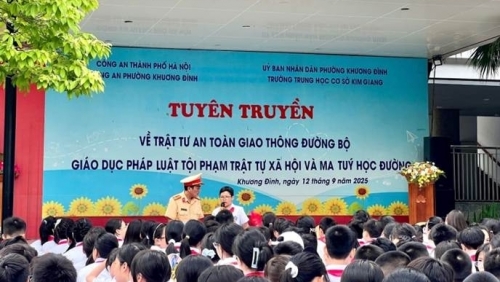 CÔNG AN THÀNH PHỐ HÀ NỘI
ÔNG AN PHƯỜNG KHƯƠNG ĐÌNH
ỦY BAN NHÂN DÂN PHƯỜNG KHƯƠNG ĐÌNH
TRƯỜNG TRUNG HỌC CƠ SỞ KIM GIANG
TUYÊN TRUYỀN
VỀ TRẬT TỰ AN TOÀN GIAO THÔNG ĐƯỜNG BỘ
GIÁO DỤC PHÁP LUẬT TỘI PHẠM TRẬT TỰ XÃ HỘI VÀ MA TUÝ HỌC ĐƯỜNG
Khương Đình, ngày 12 tháng 9 năm 2025